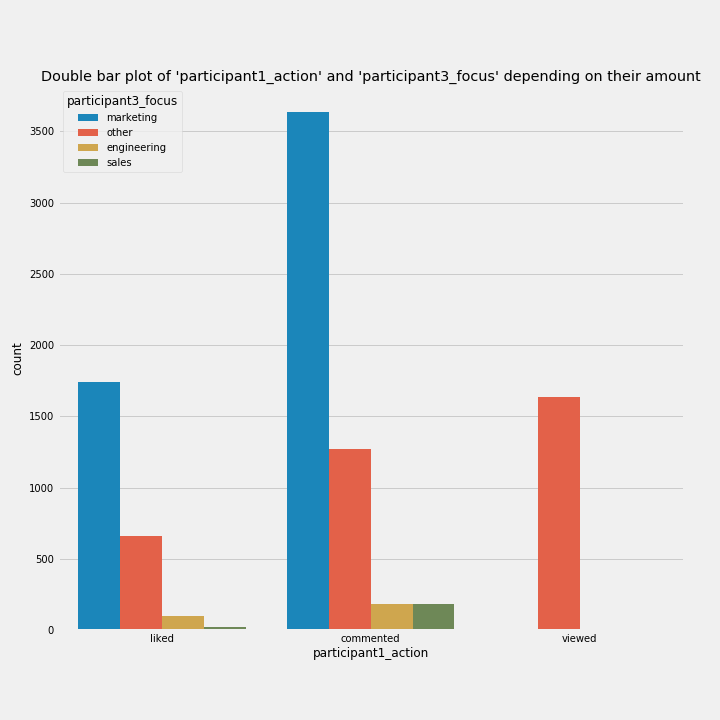 Double bar plot of 'participant1_action' and 'participant3_focus' depending on their amount
participant3_focus
marketing
other
engineering
sales
3500
3000
2500
2000
1500
1000
500
0
count
liked
commented
viewed
participant1_action